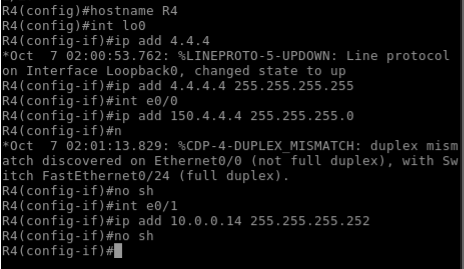 R4(config)#hostname R4
R4(config)#int lo0
R4(config-if)#ip add 4.4.4
*Oct  7 02:00:53.762: %LINEPROTO-5-UPDOWN: Line protocol
on Interface Loopback0, changed state to up
R4(config-if)#ip add 4.4.4.4 255.255.255.255
R4(config-if)#int e0/0
R4(config-if)#ip add 150.4.4.4 255.255.255.0
R4(config-if)#n
*Oct  7 02:01:13.829: %CDP-4-DUPLEX_MISMATCH: duplex mism
atch discovered on Ethernet0/0 (not full duplex), with Sw
itch FastEthernet0/24 (full duplex).
R4(config-if)#no sh
R4(config-if)#int e0/1
R4(config-if)#ip add 10.0.0.14 255.255.255.252
R4(config-if)#no sh
R4(config-if)#